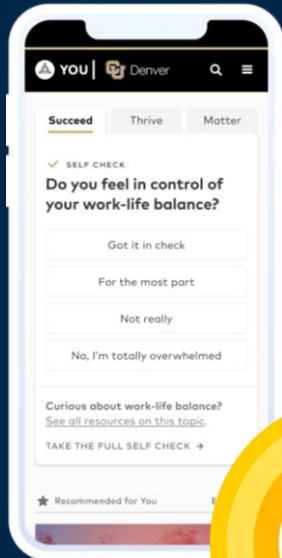 YOU | CU Denver
Succeed Thrive Matter
SELF CHECK
Do you feel in control of
your work-life balance?
Got it in check
For the most part
Not really
No, I'm totally overwhelmed
Curious about work-life balance?
See all resources on this topic.
TAKE THE FULL SELF CHECK →
Recommended for You